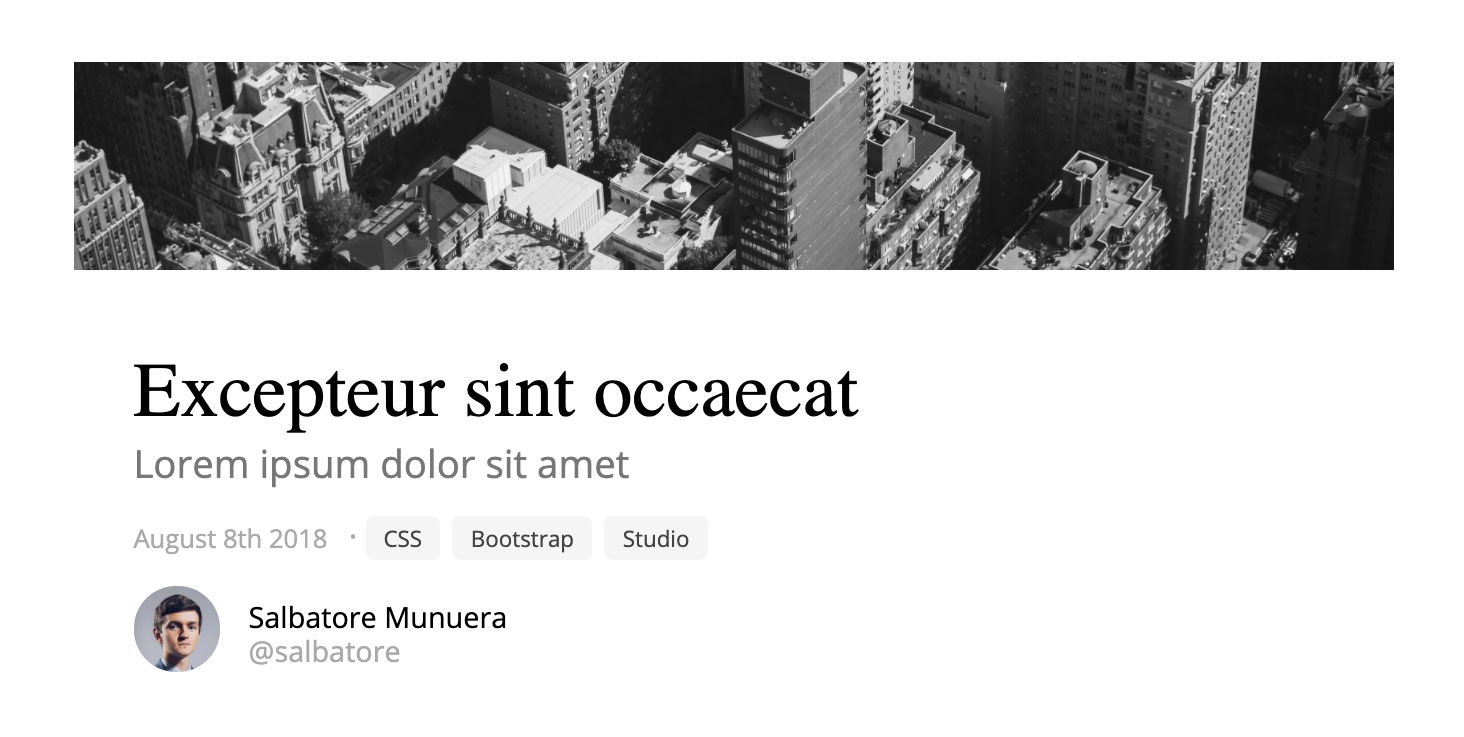 Excepteur sint occaecat
Lorem ipsum dolor sit amet
August 8th 2018 · CSS Bootstrap Studio
Salbatore Munuera
@salbatore